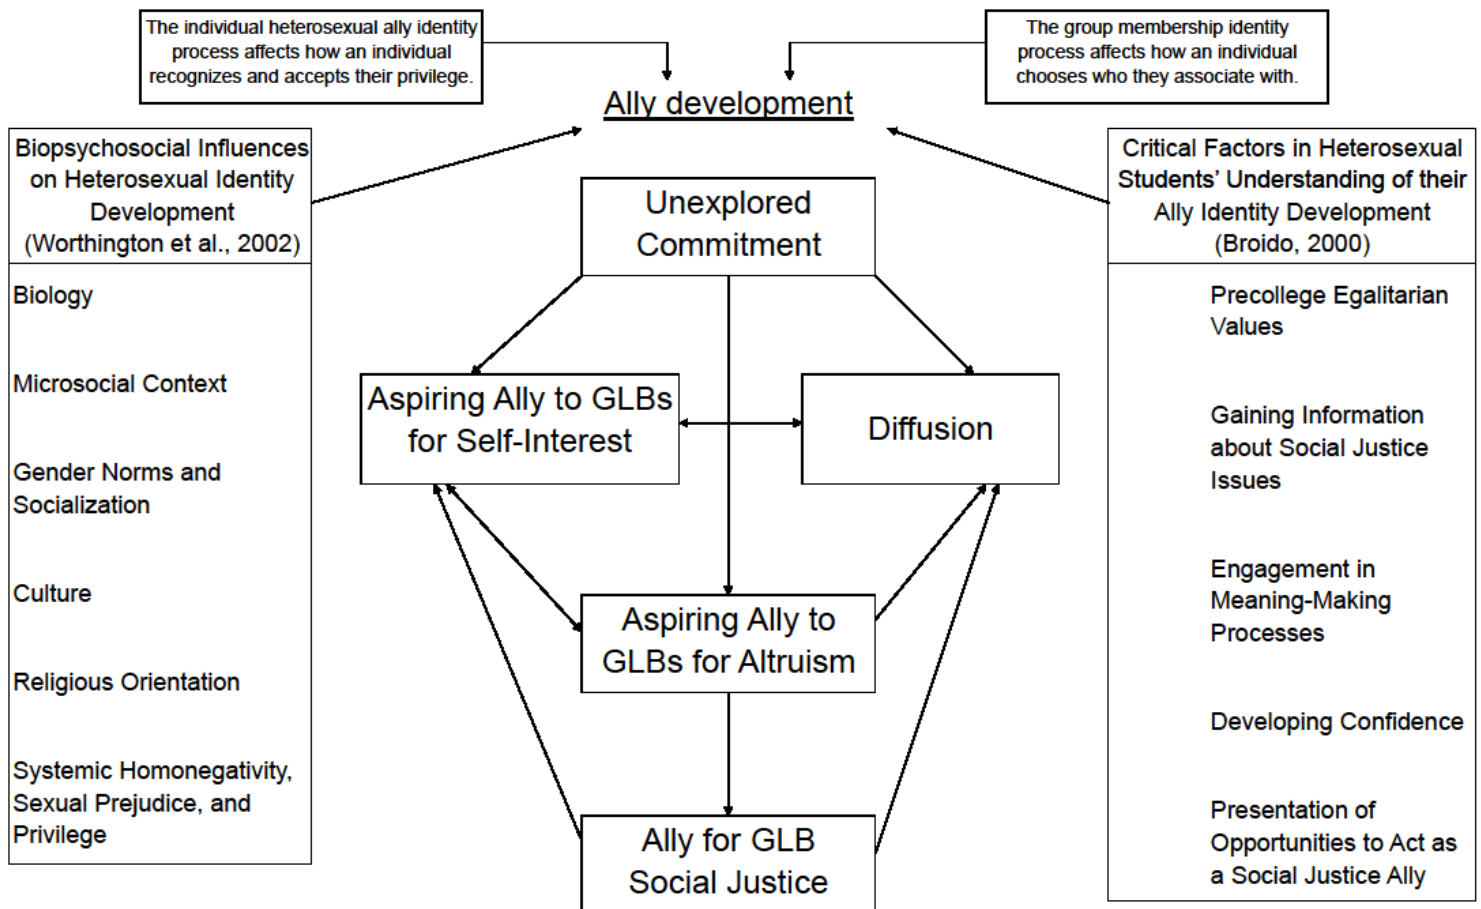 The individual heterosexual ally identity
process affects how an individual
recognizes and accepts their privilege.
The group membership identity
process affects how an individual
chooses who they associate with.
Ally development
Biopsychosocial Influences
on Heterosexual Identity
Development
(Worthington et al., 2002)
Biology
Microsocial Context
Gender Norms and
Socialization
Culture
Religious Orientation
Systemic Homonegativity,
Sexual Prejudice, and
Privilege
Unexplored
Commitment
Aspiring Ally to GLBs
for Self-Interest
Diffusion
Aspiring Ally to
GLBs for Altruism
Ally for GLB
Social Justice
Critical Factors in Heterosexual
Students’ Understanding of their
Ally Identity Development
(Broido, 2000)
Precollege Egalitarian
Values
Gaining Information
about Social Justice
Issues
Engagement in
Meaning-Making
Processes
Developing Confidence
Presentation of
Opportunities to Act as
a Social Justice Ally